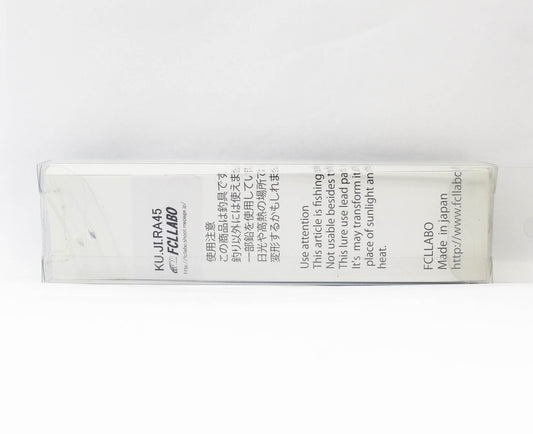 KU.JI.RA45
FCLLABO
使用注意
この商品は釣具です
釣り以外には使えま
一部鉛を使用してい
日光や高熱の場所で
変形するかもしれま
Use attention
This article is fishing
Not usable besides t
This lure use lead pa
It's may transform it
place of sunlight an
heat.
FCLLABO
Made in japan
http://www.fcllabo